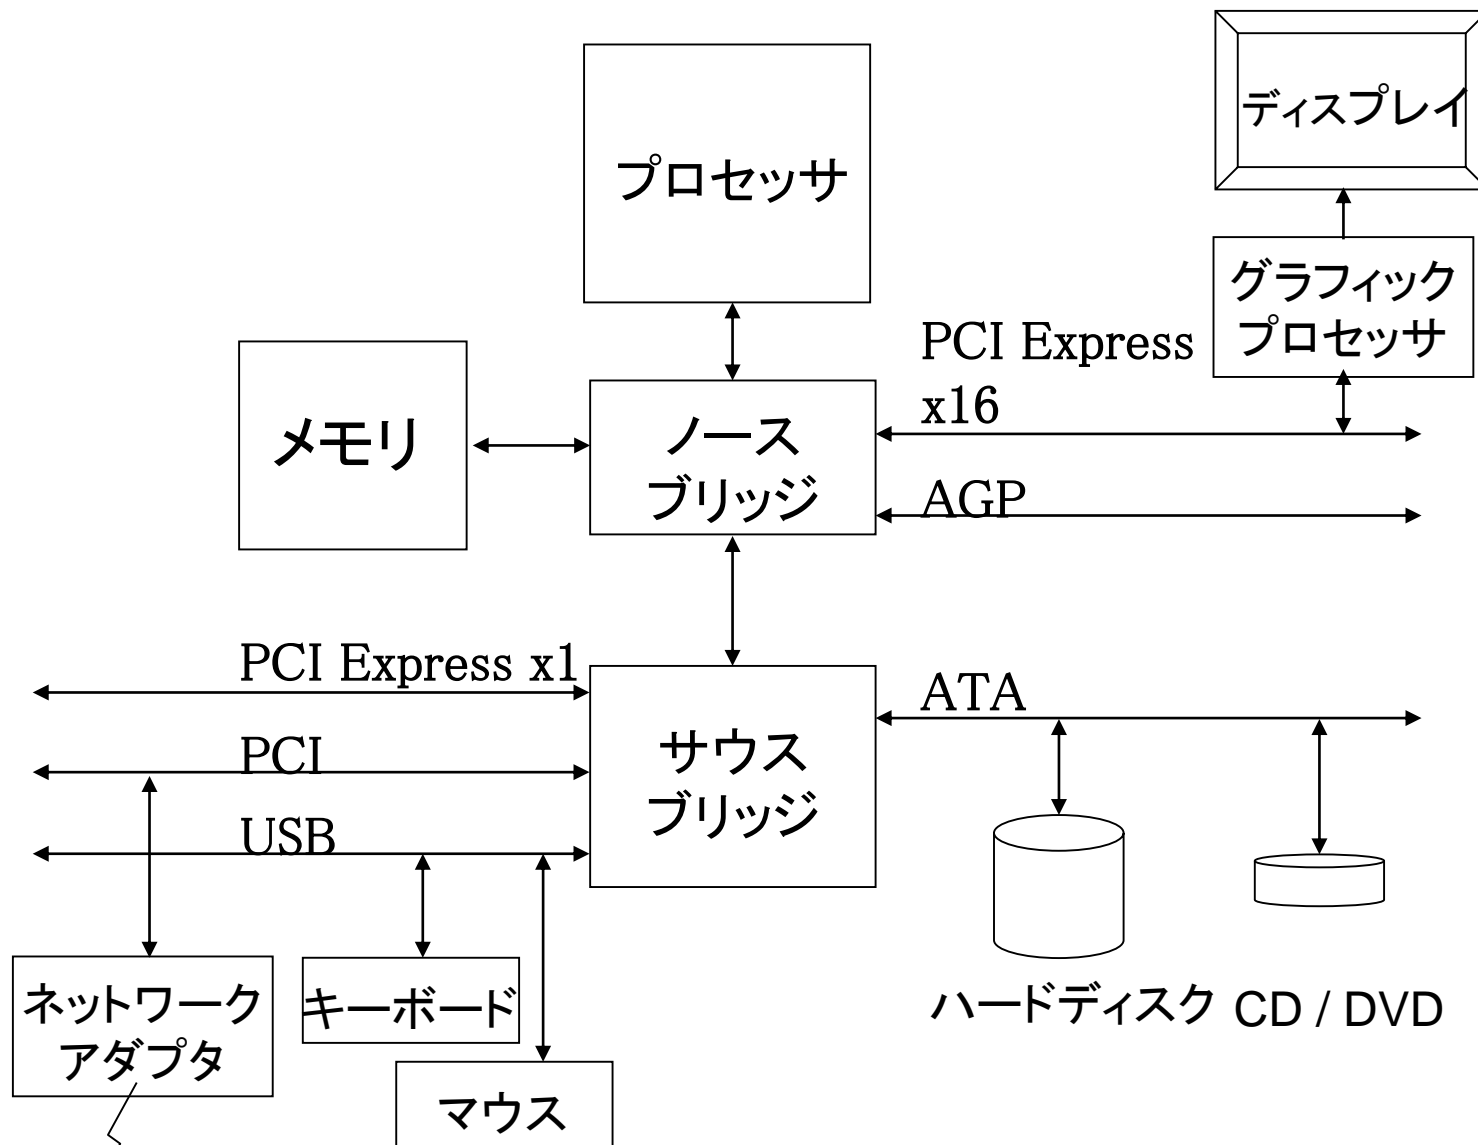 ディスプレイ
プロセッサ
グラフィック
プロセッサ
PCI Express
x16
メモリ
ノース
ブリッジ
AGP
PCI Express x1
ATA
PCI
サウス
ブリッジ
USB
ネットワーク
アダプタ
キーボード
ハードディスク
CD / DVD
マウス